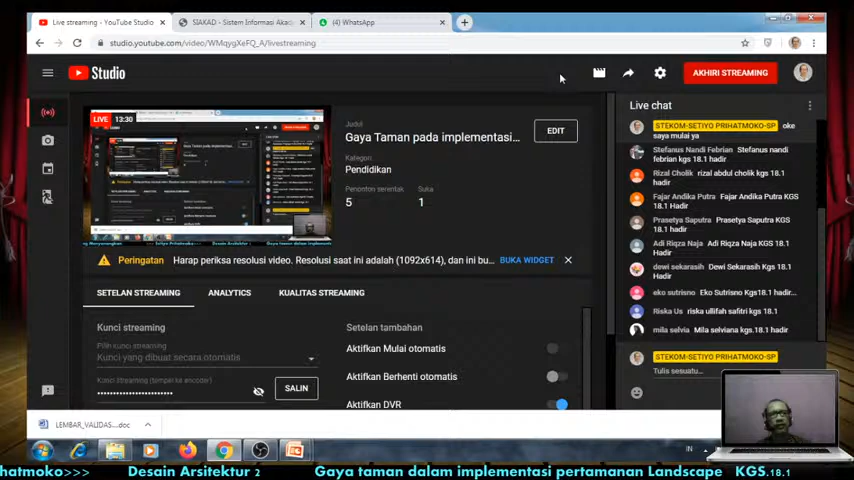 Live streaming - YouTube Studio
SIAKAD - Sistem Informasi Akad
(4) WhatsApp
studio.youtube.com/video/WMqygXeFQ_A/livestreaming
Studio
AKHIRI STREAMING
LIVE 13:30
Judul
Gaya Taman pada implementasi...
EDIT
Kategori
Pendidikan
Penonton serentak
Suka
5
1
Peringatan
Harap periksa resolusi video. Resolusi saat ini adalah (1092x614), dan ini bu...
BUKA WIDGET
SETELAN STREAMING
ANALYTICS
KUALITAS STREAMING
Kunci streaming
Pilih kunci streaming
Kunci yang dibuat secara otomatis
Kunci streaming (tempel ke encoder)
SALIN
Setelan tambahan
Aktifkan Mulai otomatis
Aktifkan Berhenti otomatis
Aktifkan DVR
Live chat
STEKOM-SETIYO PRIHATMOKO-SP oke
saya mulai ya
Stefanus Nandi Febrian Stefanus nandi
febrian kgs 18.1 hadir
Rizal Cholik rizal abdul cholik kgs 18.1
hadir
Fajar Andika Putra Fajar Andika Putra KGS
18.1 hadir
Prasetya Saputra Prasetya Saputra KGS
18.1 hadir
Adi Riqza Naja Adi Riqza Naja KGS 18.1
Hadir
dewi sekarasih Dewi Sekarasih Kgs 18.1
hadir
eko sutrisno Eko Sutrisno Kgs18.1 hadir...
Riska Us riska ullifah safitri kgs 18.1
mila selvia Mila selviana kgs 18.1 hadir
STEKOM-SETIYO PRIHATMOKO-SP
Tulis sesuatu...
LEMBAR_VALIDAS....doc
IN
hatmoko>>> Desain Arsitektur 2 Gaya taman dalam implementasi pertamanan Landscape KGS.18.1